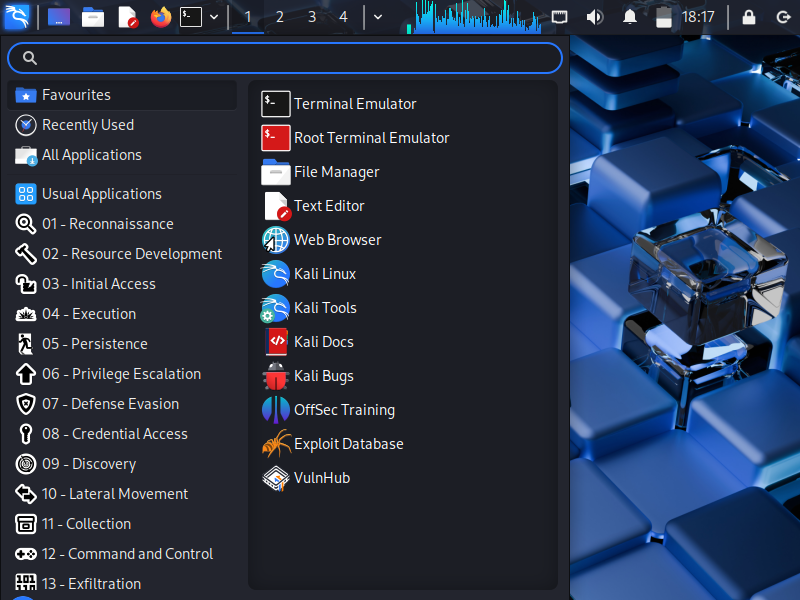 1 2 3 4 18:17
Favourites
Recently Used
All Applications
Usual Applications
01 - Reconnaissance
02 - Resource Development
03 - Initial Access
04 - Execution
05 - Persistence
06 - Privilege Escalation
07 - Defense Evasion
08 - Credential Access
09 - Discovery
10 - Lateral Movement
11 - Collection
12 - Command and Control
13 - Exfiltration
Terminal Emulator
Root Terminal Emulator
File Manager
Text Editor
Web Browser
Kali Linux
Kali Tools
Kali Docs
Kali Bugs
OffSec Training
Exploit Database
VulnHub